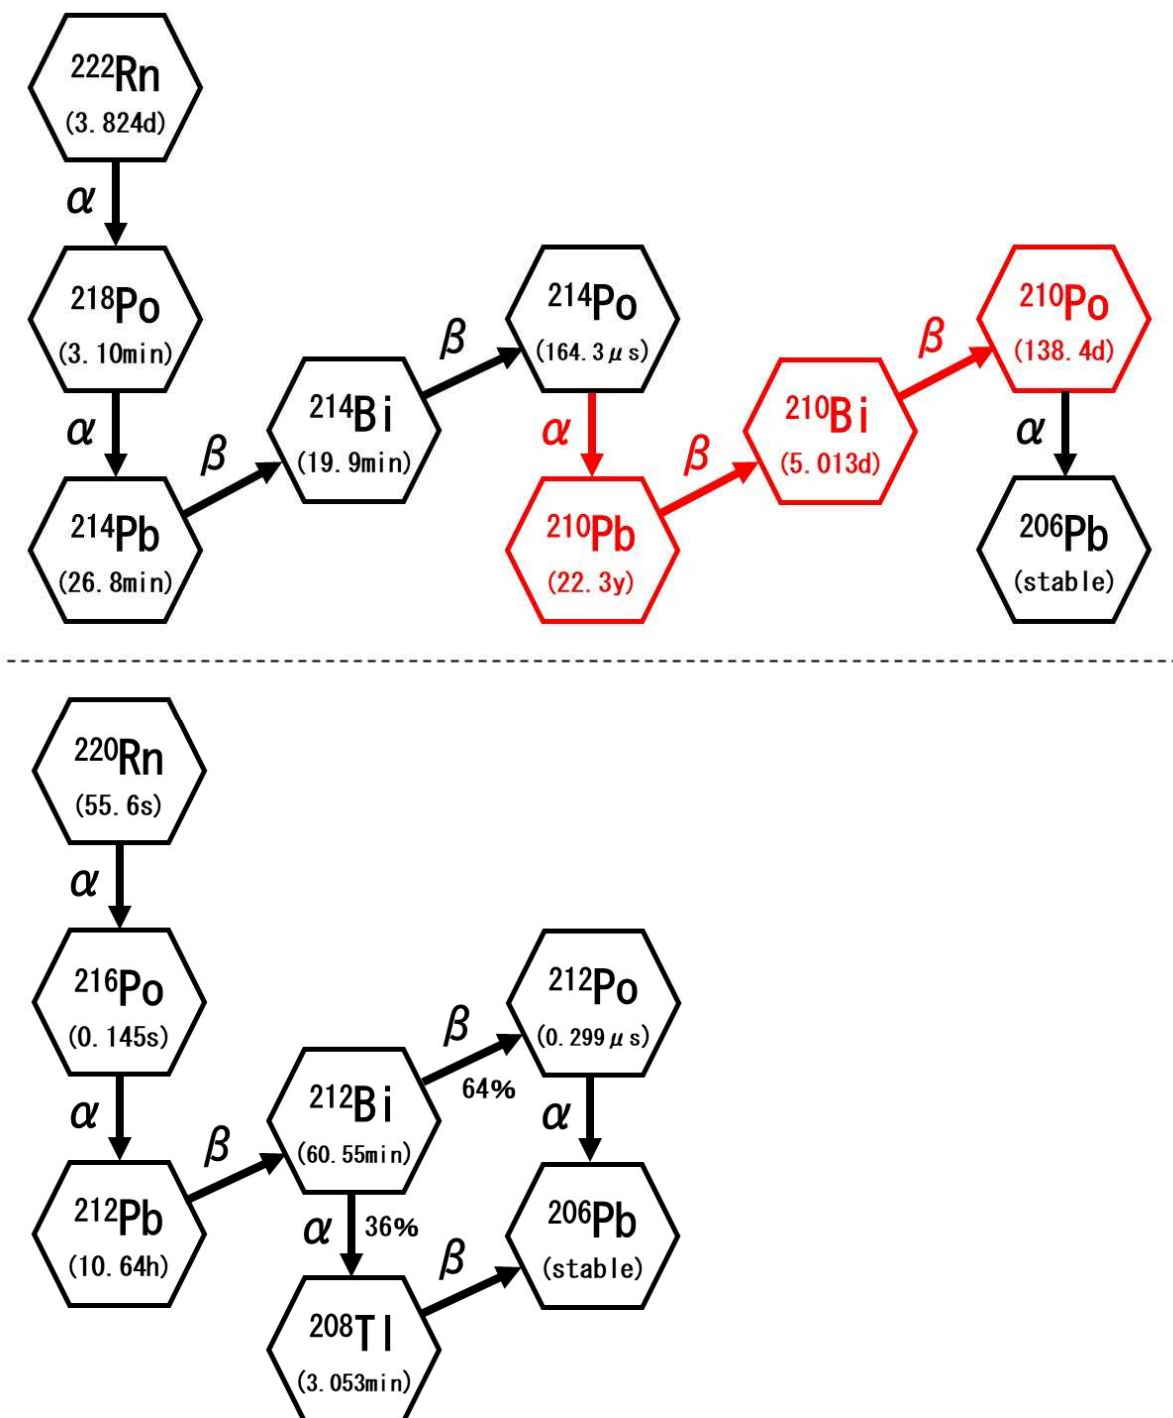 ²²²Rn
(3.824d)
α
²¹⁸Po
(3.10min)
α
²¹⁴Pb
(26.8min)
β
²¹⁴Bi
(19.9min)
β
²¹⁴Po
(164.3μs)
α
²¹⁰Pb
(22.3y)
β
²¹⁰Bi
(5.013d)
β
²¹⁰Po
(138.4d)
α
²⁰⁶Pb
(stable)
²²⁰Rn
(55.6s)
α
²¹⁶Po
(0.145s)
α
²¹²Pb
(10.64h)
β
²¹²Bi
(60.55min)
β
64%
²¹²Po
(0.299μs)
α
α 36%
²⁰⁸Tl
(3.053min)
β
²⁰⁶Pb
(stable)